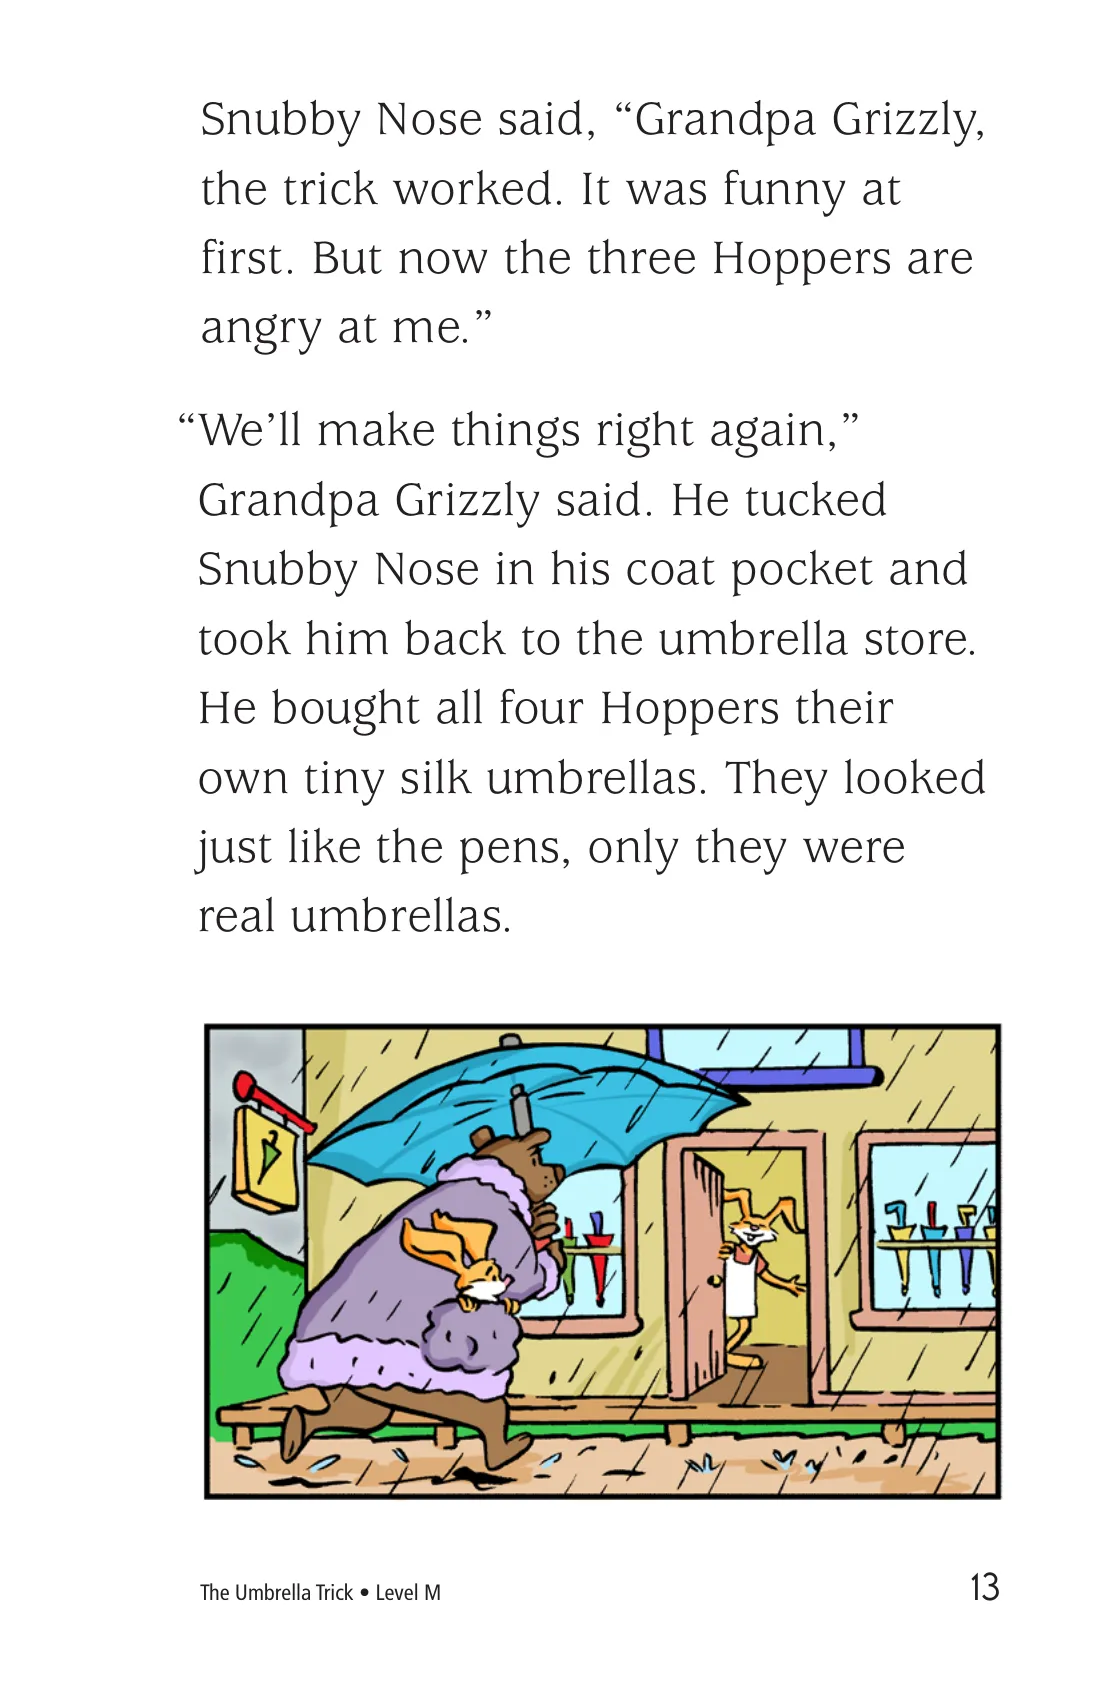 Snubby Nose said, “Grandpa Grizzly,
the trick worked. It was funny at
first. But now the three Hoppers are
angry at me.”
“We’ll make things right again,”
Grandpa Grizzly said. He tucked
Snubby Nose in his coat pocket and
took him back to the umbrella store.
He bought all four Hoppers their
own tiny silk umbrellas. They looked
just like the pens, only they were
real umbrellas.
The Umbrella Trick • Level M
13